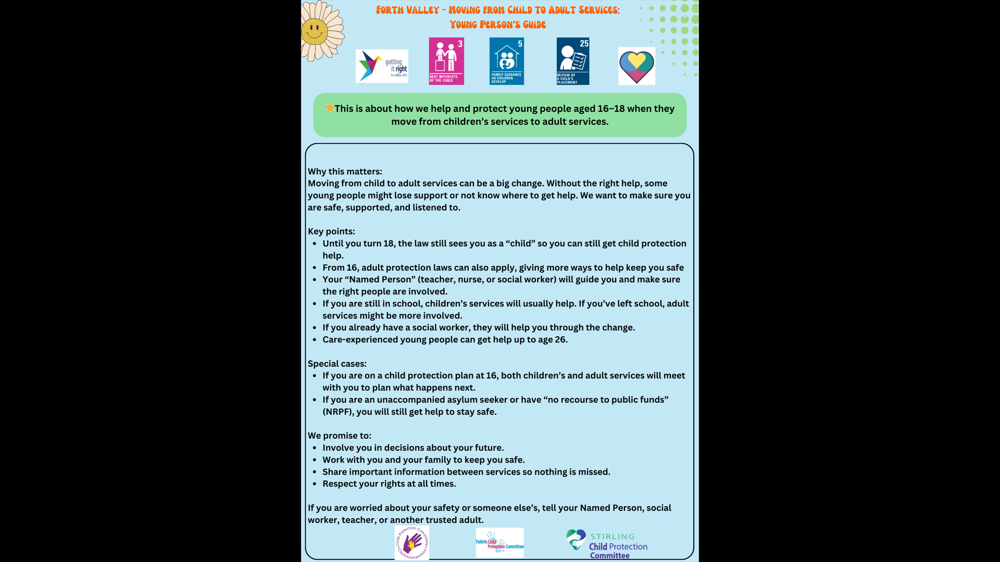 Forth Valley - Moving from Child to Adult Services:
Young Person's Guide
getting
it right
for every child
3
BEST INTERESTS
OF THE CHILD
5
FAMILY GUIDANCE
AS CHILDREN
DEVELOP
25
REVIEW OF
A CHILD'S
PLACEMENT
This is about how we help and protect young people aged 16–18 when they
move from children's services to adult services.
Why this matters:
Moving from child to adult services can be a big change. Without the right help, some
young people might lose support or not know where to get help. We want to make sure you
are safe, supported, and listened to.
Key points:
• Until you turn 18, the law still sees you as a “child” so you can still get child protection
help.
• From 16, adult protection laws can also apply, giving more ways to help keep you safe
• Your “Named Person” (teacher, nurse, or social worker) will guide you and make sure
the right people are involved.
• If you are still in school, children’s services will usually help. If you’ve left school, adult
services might be more involved.
• If you already have a social worker, they will help you through the change.
• Care-experienced young people can get help up to age 26.
Special cases:
• If you are on a child protection plan at 16, both children’s and adult services will meet
with you to plan what happens next.
• If you are an unaccompanied asylum seeker or have “no recourse to public funds”
(NRPF), you will still get help to stay safe.
We promise to:
• Involve you in decisions about your future.
• Work with you and your family to keep you safe.
• Share important information between services so nothing is missed.
• Respect your rights at all times.
If you are worried about your safety or someone else’s, tell your Named Person, social
worker, teacher, or another trusted adult.
Child Protection Committee
Clackmannanshire
Falkirk Child
Protection Committee
STIRLING
Child Protection
Committee